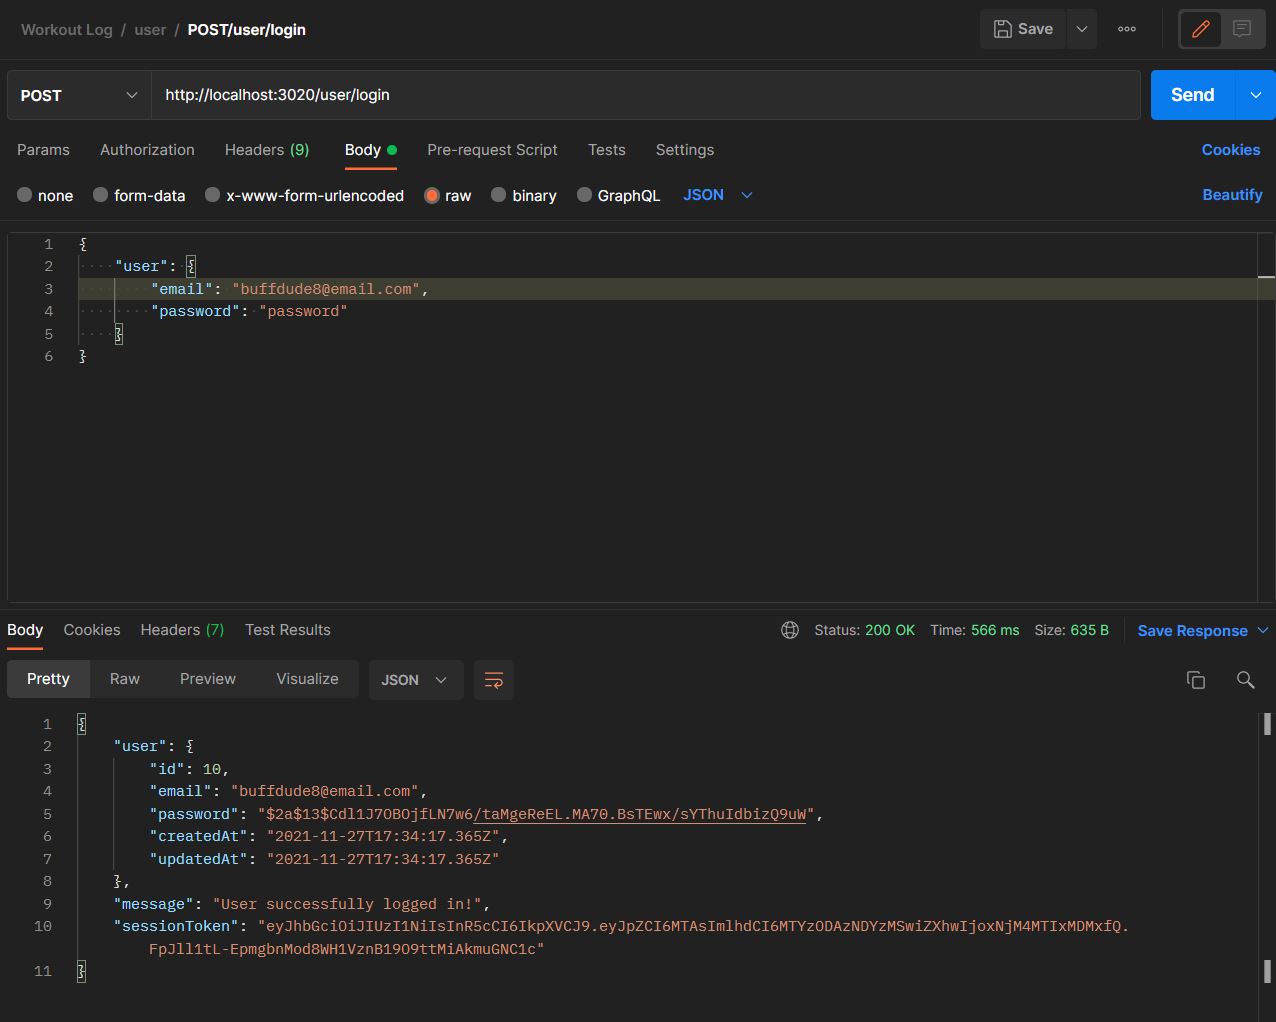 Workout Log / user / POST/user/login
Save
POST http://localhost:3020/user/login Send
Params Authorization Headers (9) Body Pre-request Script Tests Settings Cookies
none form-data x-www-form-urlencoded raw binary GraphQL JSON Beautify
1 {
2 "user": {
3 "email": "buffdude8@email.com",
4 "password": "password"
5 }
6 }
Body Cookies Headers (7) Test Results Status: 200 OK Time: 566 ms Size: 635 B Save Response
Pretty Raw Preview Visualize JSON
1 {
2 "user": {
3 "id": 10,
4 "email": "buffdude8@email.com",
5 "password": "$2a$13$Cdl1J7OBOjfLN7w6/taMgeReEL.MA70.BsTEwx/sYThuIdbizQ9uW",
6 "createdAt": "2021-11-27T17:34:17.365Z",
7 "updatedAt": "2021-11-27T17:34:17.365Z"
8 },
9 "message": "User successfully logged in!",
10 "sessionToken": "eyJhbGciOiJIUzI1NiIsInR5cCI6IkpXVCJ9.eyJpZCI6MTAsImlhdCI6MTYzODAzNDYzMSwiZXhwIjoxNjM4MTIxMDMxfQ.
FpJll1tL-EpmgbnMod8WH1VznB19O9ttMiAkmuGNC1c"
11 }